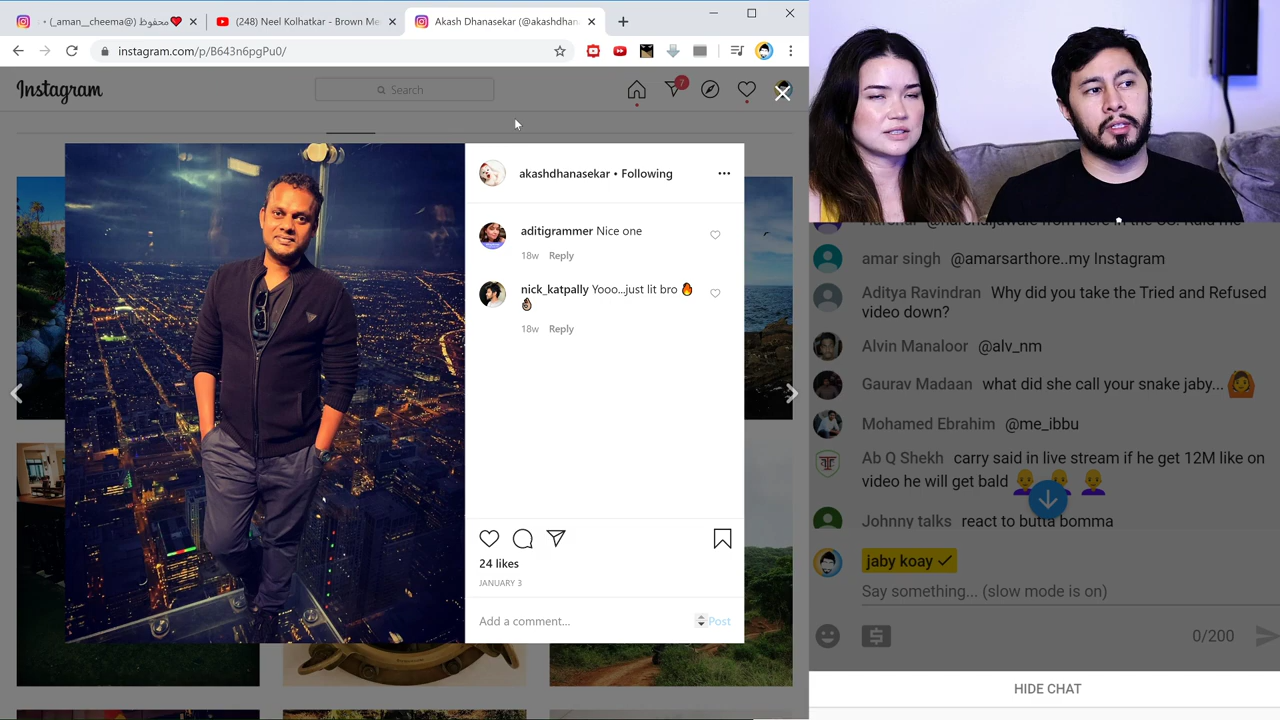 محفوظ❤️ • (_aman__cheema)
(248) Neel Kolhatkar - Brown Me
Akash Dhanasekar (@akashdhan
instagram.com/p/B643n6pgPu0/
Instagram
Search
7
akashdhanasekar • Following
aditigrammer Nice one
18w Reply
nick_katpally Yooo...just lit bro 🔥
👌🏽
18w Reply
24 likes
JANUARY 3
Add a comment...
Post
amar singh @amarsarthore..my Instagram
Aditya Ravindran Why did you take the Tried and Refused
video down?
Alvin Manaloor @alv_nm
Gaurav Madaan what did she call your snake jaby... 🙆
Mohamed Ebrahim @me_ibbu
Ab Q Shekh carry said in live stream if he get 12M like on
video he will get bald 👩‍🦲 👩‍🦲 👩‍🦲
Johnny talks react to butta bomma
jaby koay ✓
Say something... (slow mode is on)
0/200
HIDE CHAT